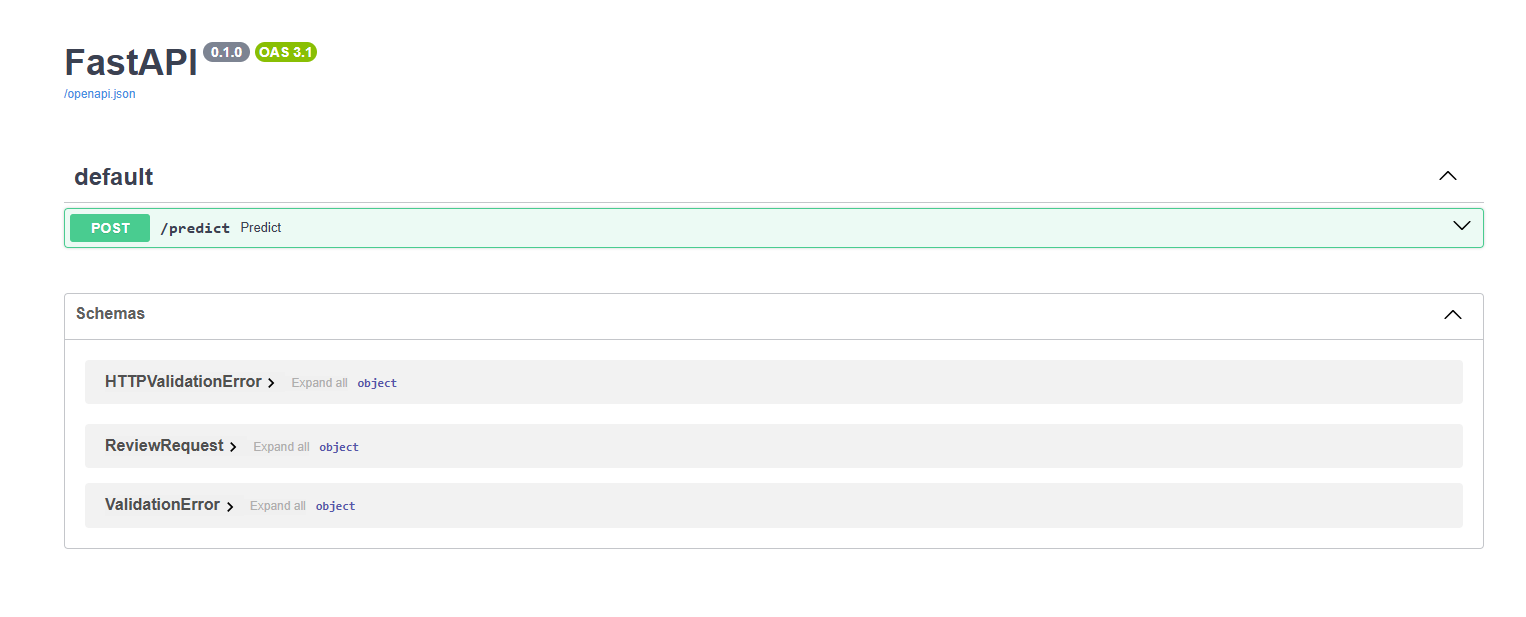 FastAPI 0.1.0 OAS 3.1
/openapi.json
default
POST /predict Predict
Schemas
HTTPValidationError Expand all object
ReviewRequest Expand all object
ValidationError Expand all object